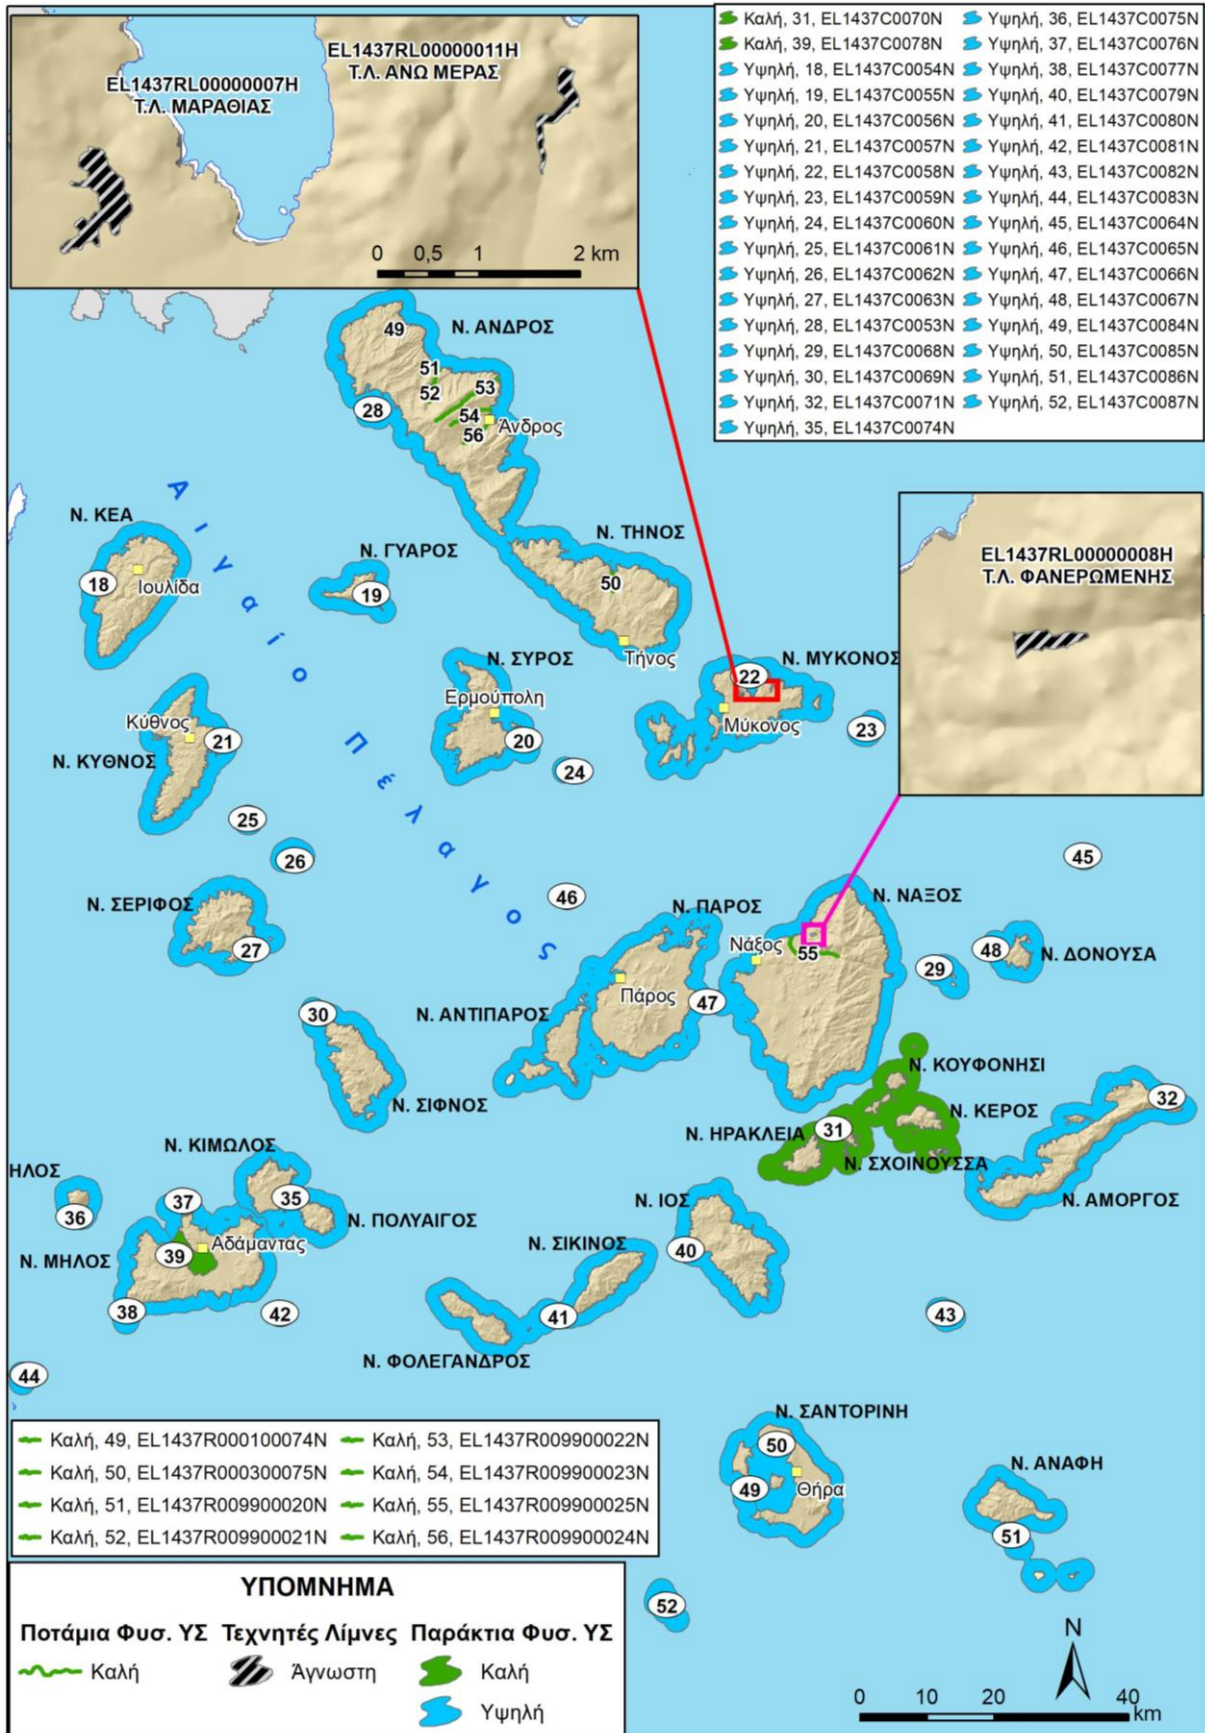 EL1437RL00000011H
Τ.Λ. ΑΝΩ ΜΕΡΑΣ
EL1437RL00000007H
Τ.Λ. ΜΑΡΑΘΙΑΣ
0 0,5 1 2 km
Καλή, 31, EL1437C0070N
Καλή, 39, EL1437C0078N
Υψηλή, 18, EL1437C0054N
Υψηλή, 19, EL1437C0055N
Υψηλή, 20, EL1437C0056N
Υψηλή, 21, EL1437C0057N
Υψηλή, 22, EL1437C0058N
Υψηλή, 23, EL1437C0059N
Υψηλή, 24, EL1437C0060N
Υψηλή, 25, EL1437C0061N
Υψηλή, 26, EL1437C0062N
Υψηλή, 27, EL1437C0063N
Υψηλή, 28, EL1437C0053N
Υψηλή, 29, EL1437C0068N
Υψηλή, 30, EL1437C0069N
Υψηλή, 32, EL1437C0071N
Υψηλή, 35, EL1437C0074N
Υψηλή, 36, EL1437C0075N
Υψηλή, 37, EL1437C0076N
Υψηλή, 38, EL1437C0077N
Υψηλή, 40, EL1437C0079N
Υψηλή, 41, EL1437C0080N
Υψηλή, 42, EL1437C0081N
Υψηλή, 43, EL1437C0082N
Υψηλή, 44, EL1437C0083N
Υψηλή, 45, EL1437C0064N
Υψηλή, 46, EL1437C0065N
Υψηλή, 47, EL1437C0066N
Υψηλή, 48, EL1437C0067N
Υψηλή, 49, EL1437C0084N
Υψηλή, 50, EL1437C0085N
Υψηλή, 51, EL1437C0086N
Υψηλή, 52, EL1437C0087N
49
Ν. ΑΝΔΡΟΣ
51
52
53
28
54
56
Άνδρος
Αιγαίο Πέλαγος
Ν. ΚΕΑ
18
Ιουλίδα
Ν. ΓΥΑΡΟΣ
19
Ν. ΤΗΝΟΣ
50
Τήνος
EL1437RL00000008H
Τ.Λ. ΦΑΝΕΡΩΜΕΝΗΣ
Ν. ΣΥΡΟΣ
Ερμούπολη
20
24
Ν. ΜΥΚΟΝΟΣ
22
Μύκονος
23
Κύθνος
21
Ν. ΚΥΘΝΟΣ
25
26
45
46
Ν. ΣΕΡΙΦΟΣ
27
Ν. ΠΑΡΟΣ
Ν. ΝΑΞΟΣ
Νάξος
55
48
Ν. ΔΟΝΟΥΣΑ
29
Πάρος
47
30
Ν. ΑΝΤΙΠΑΡΟΣ
Ν. ΣΙΦΝΟΣ
Ν. ΚΟΥΦΟΝΗΣΙ
Ν. ΚΕΡΟΣ
32
Ν. ΗΡΑΚΛΕΙΑ
31
Ν. ΣΧΟΙΝΟΥΣΣΑ
Ν. ΑΜΟΡΓΟΣ
Ν. ΚΙΜΩΛΟΣ
ΗΛΟΣ
36
37
35
Ν. ΠΟΛΥΑΙΓΟΣ
Ν. ΙΟΣ
Ν. ΜΗΛΟΣ
39
Αδάμαντας
Ν. ΣΙΚΙΝΟΣ
40
38
42
41
43
Ν. ΦΟΛΕΓΑΝΔΡΟΣ
44
Ν. ΣΑΝΤΟΡΙΝΗ
50
49
Θήρα
Ν. ΑΝΑΦΗ
51
52
Καλή, 49, EL1437R000100074N
Καλή, 50, EL1437R000300075N
Καλή, 51, EL1437R009900020N
Καλή, 52, EL1437R009900021N
Καλή, 53, EL1437R009900022N
Καλή, 54, EL1437R009900023N
Καλή, 55, EL1437R009900025N
Καλή, 56, EL1437R009900024N
ΥΠΟΜΝΗΜΑ
Ποτάμια Φυσ. ΥΣ
Καλή
Τεχνητές Λίμνες
Άγνωστη
Παράκτια Φυσ. ΥΣ
Καλή
Υψηλή
N
0 10 20 40
km